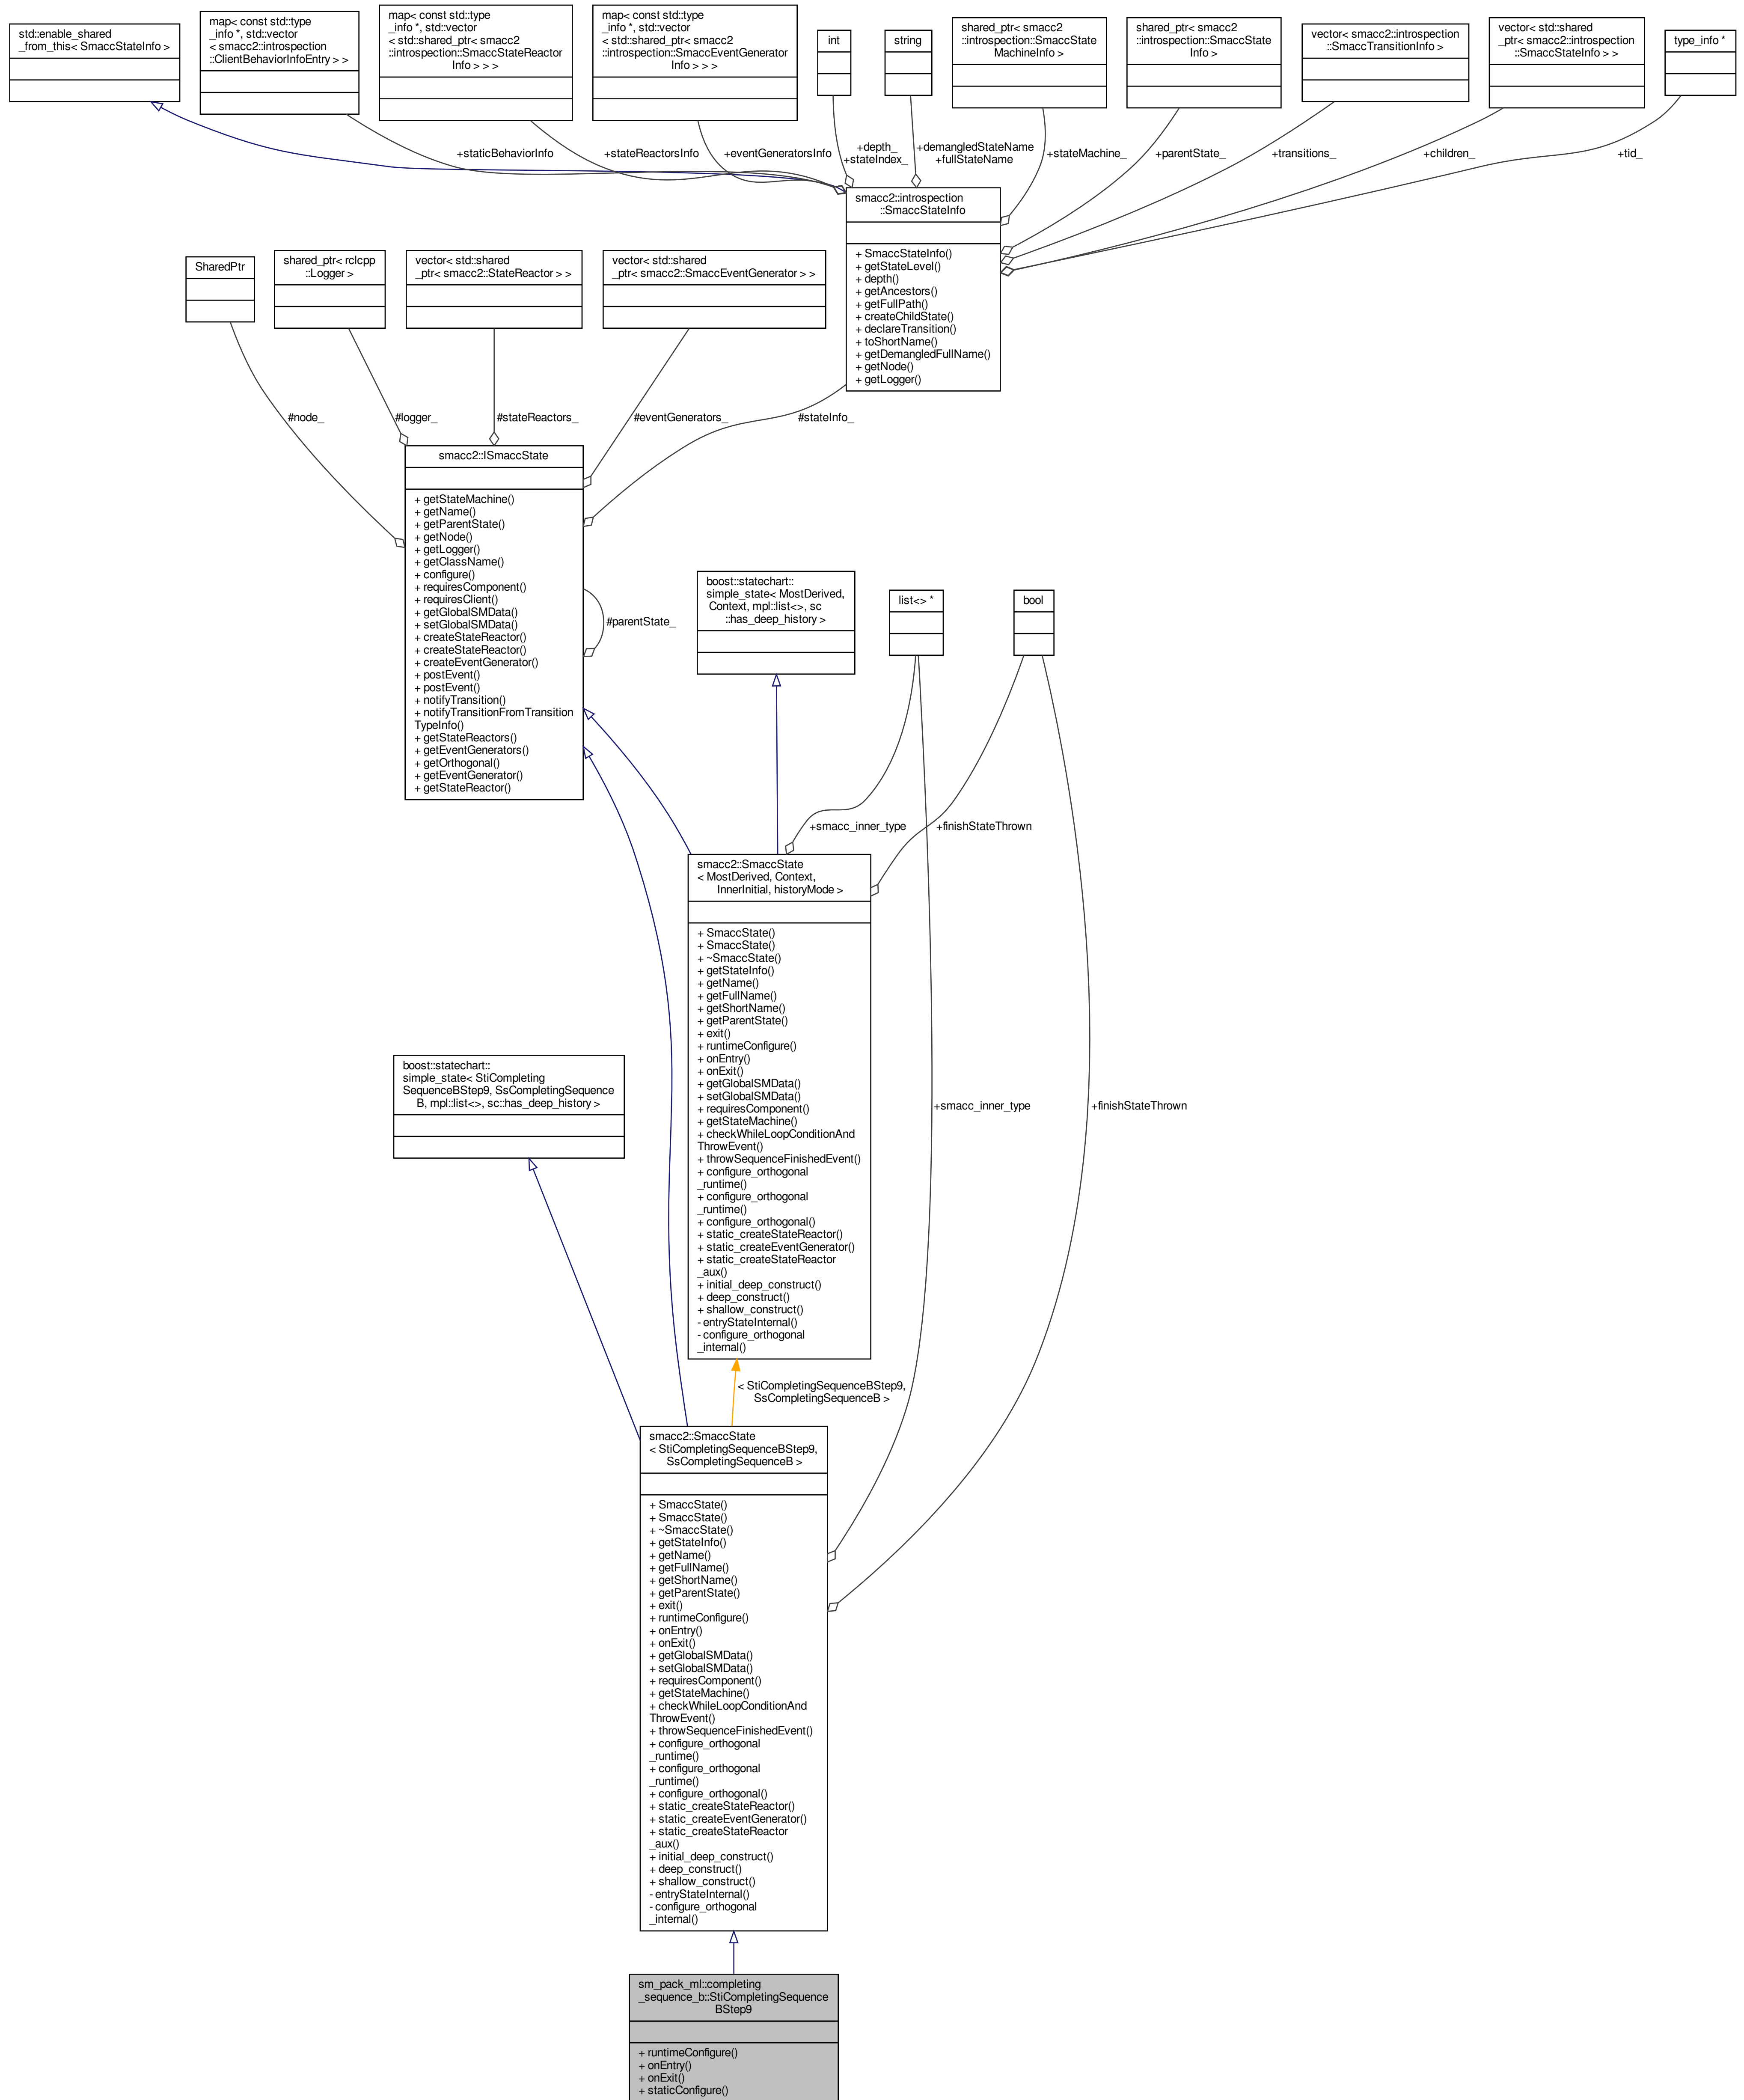 std::enable_shared
_from_this< SmaccStateInfo >
map< const std::type
_info *, std::vector
< smacc2::introspection
::ClientBehaviorInfoEntry > >
map< const std::type
_info *, std::vector
< std::shared_ptr< smacc2
::introspection::SmaccStateReactor
Info > > >
map< const std::type
_info *, std::vector
< std::shared_ptr< smacc2
::introspection::SmaccEventGenerator
Info > > >
int
string
shared_ptr< smacc2
::introspection::SmaccState
MachineInfo >
shared_ptr< smacc2
::introspection::SmaccState
Info >
vector< smacc2::introspection
::SmaccTransitionInfo >
vector< std::shared
_ptr< smacc2::introspection
::SmaccStateInfo > >
type_info *
+staticBehaviorInfo
+stateReactorsInfo
+eventGeneratorsInfo
+depth_
+stateIndex_
+demangledStateName
+fullStateName
+stateMachine_
+parentState_
+transitions_
+children_
+tid_
smacc2::introspection
::SmaccStateInfo
+ SmaccStateInfo()
+ getStateLevel()
+ depth()
+ getAncestors()
+ getFullPath()
+ createChildState()
+ declareTransition()
+ toShortName()
+ getDemangledFullName()
+ getNode()
+ getLogger()
SharedPtr
shared_ptr< rclcpp
::Logger >
vector< std::shared
_ptr< smacc2::StateReactor > >
vector< std::shared
_ptr< smacc2::SmaccEventGenerator > >
#node_
#logger_
#stateReactors_
#eventGenerators_
#stateInfo_
smacc2::ISmaccState
+ getStateMachine()
+ getName()
+ getParentState()
+ getNode()
+ getLogger()
+ getClassName()
+ configure()
+ requiresComponent()
+ requiresClient()
+ getGlobalSMData()
+ setGlobalSMData()
+ createStateReactor()
+ createStateReactor()
+ createEventGenerator()
+ postEvent()
+ postEvent()
+ notifyTransition()
+ notifyTransitionFromTransition
TypeInfo()
+ getStateReactors()
+ getEventGenerators()
+ getOrthogonal()
+ getEventGenerator()
+ getStateReactor()
#parentState_
boost::statechart::
simple_state< MostDerived,
Context, mpl::list<>, sc
::has_deep_history >
list<> *
bool
+smacc_inner_type
+finishStateThrown
smacc2::SmaccState
< MostDerived, Context,
InnerInitial, historyMode >
+ SmaccState()
+ SmaccState()
+ ~SmaccState()
+ getStateInfo()
+ getName()
+ getFullName()
+ getShortName()
+ getParentState()
+ exit()
+ runtimeConfigure()
+ onEntry()
+ onExit()
+ getGlobalSMData()
+ setGlobalSMData()
+ requiresComponent()
+ getStateMachine()
+ checkWhileLoopConditionAnd
ThrowEvent()
+ throwSequenceFinishedEvent()
+ configure_orthogonal
_runtime()
+ configure_orthogonal
_runtime()
+ configure_orthogonal()
+ static_createStateReactor()
+ static_createEventGenerator()
+ static_createStateReactor
_aux()
+ initial_deep_construct()
+ deep_construct()
+ shallow_construct()
- entryStateInternal()
- configure_orthogonal
_internal()
boost::statechart::
simple_state< StiCompleting
SequenceBStep9, SsCompletingSequence
B, mpl::list<>, sc::has_deep_history >
+smacc_inner_type
+finishStateThrown
< StiCompletingSequenceBStep9,
SsCompletingSequenceB >
smacc2::SmaccState
< StiCompletingSequenceBStep9,
SsCompletingSequenceB >
+ SmaccState()
+ SmaccState()
+ ~SmaccState()
+ getStateInfo()
+ getName()
+ getFullName()
+ getShortName()
+ getParentState()
+ exit()
+ runtimeConfigure()
+ onEntry()
+ onExit()
+ getGlobalSMData()
+ setGlobalSMData()
+ requiresComponent()
+ getStateMachine()
+ checkWhileLoopConditionAnd
ThrowEvent()
+ throwSequenceFinishedEvent()
+ configure_orthogonal
_runtime()
+ configure_orthogonal
_runtime()
+ configure_orthogonal()
+ static_createStateReactor()
+ static_createEventGenerator()
+ static_createStateReactor
_aux()
+ initial_deep_construct()
+ deep_construct()
+ shallow_construct()
- entryStateInternal()
- configure_orthogonal
_internal()
sm_pack_ml::completing
_sequence_b::StiCompletingSequence
BStep9
+ runtimeConfigure()
+ onEntry()
+ onExit()
+ staticConfigure()